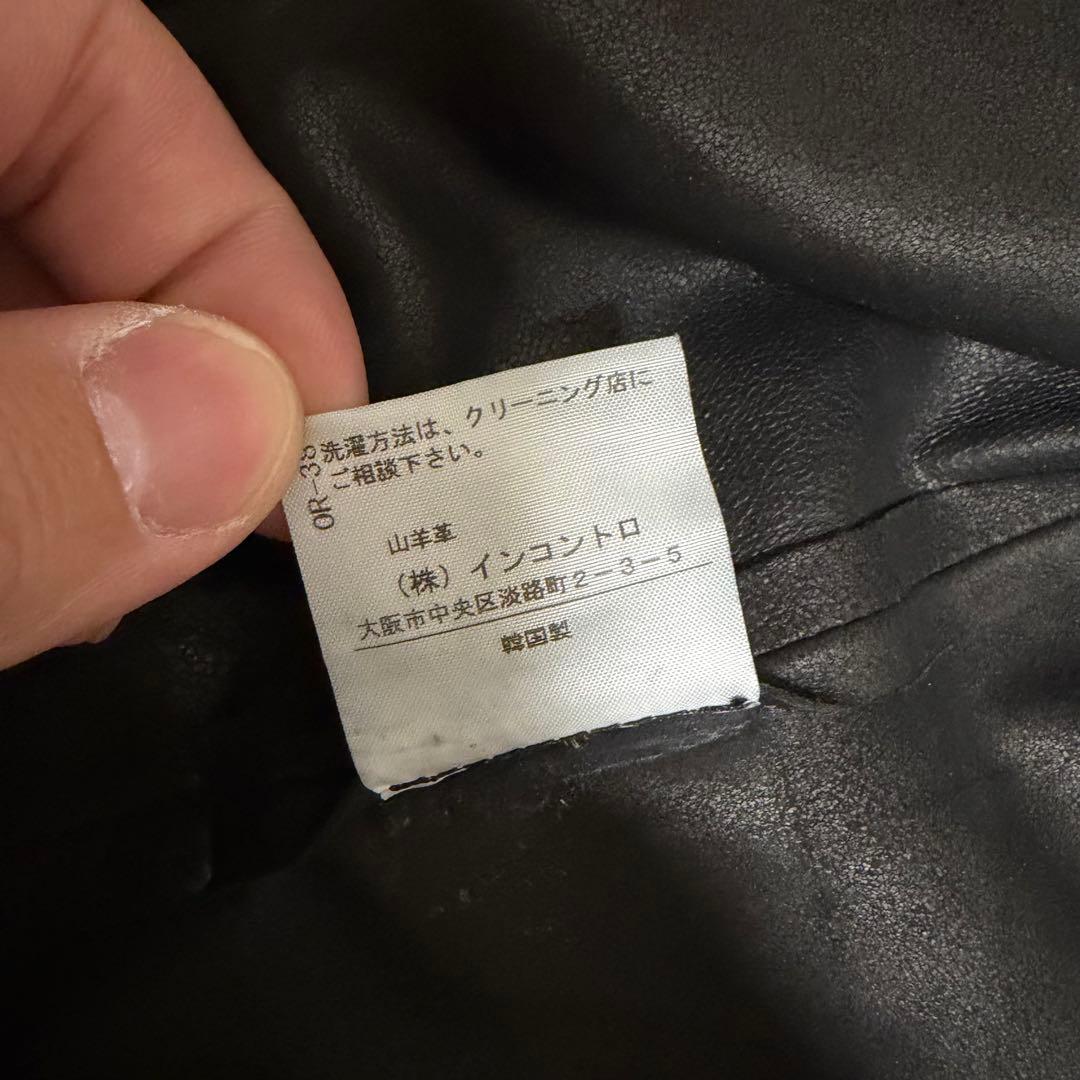 洗濯方法は、クリーニング店に
ご相談下さい。
OR-38
山羊革
(株) インコントロ
大阪市中央区淡路町2-3-5
韓国製